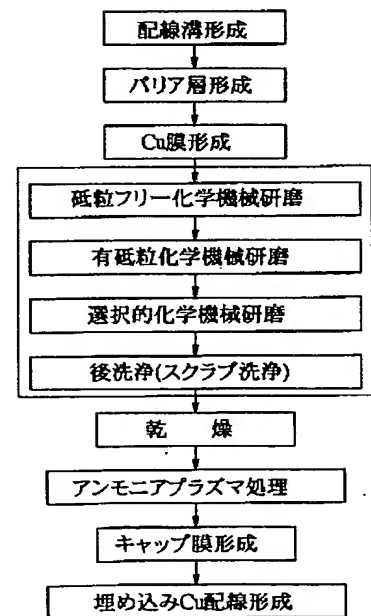 配線溝形成
バリア層形成
Cu膜形成
砥粒フリー化学機械研磨
有砥粒化学機械研磨
選択的化学機械研磨
後洗浄(スクラブ洗浄)
乾　燥
アンモニアプラズマ処理
キャップ膜形成
埋め込みCu配線形成